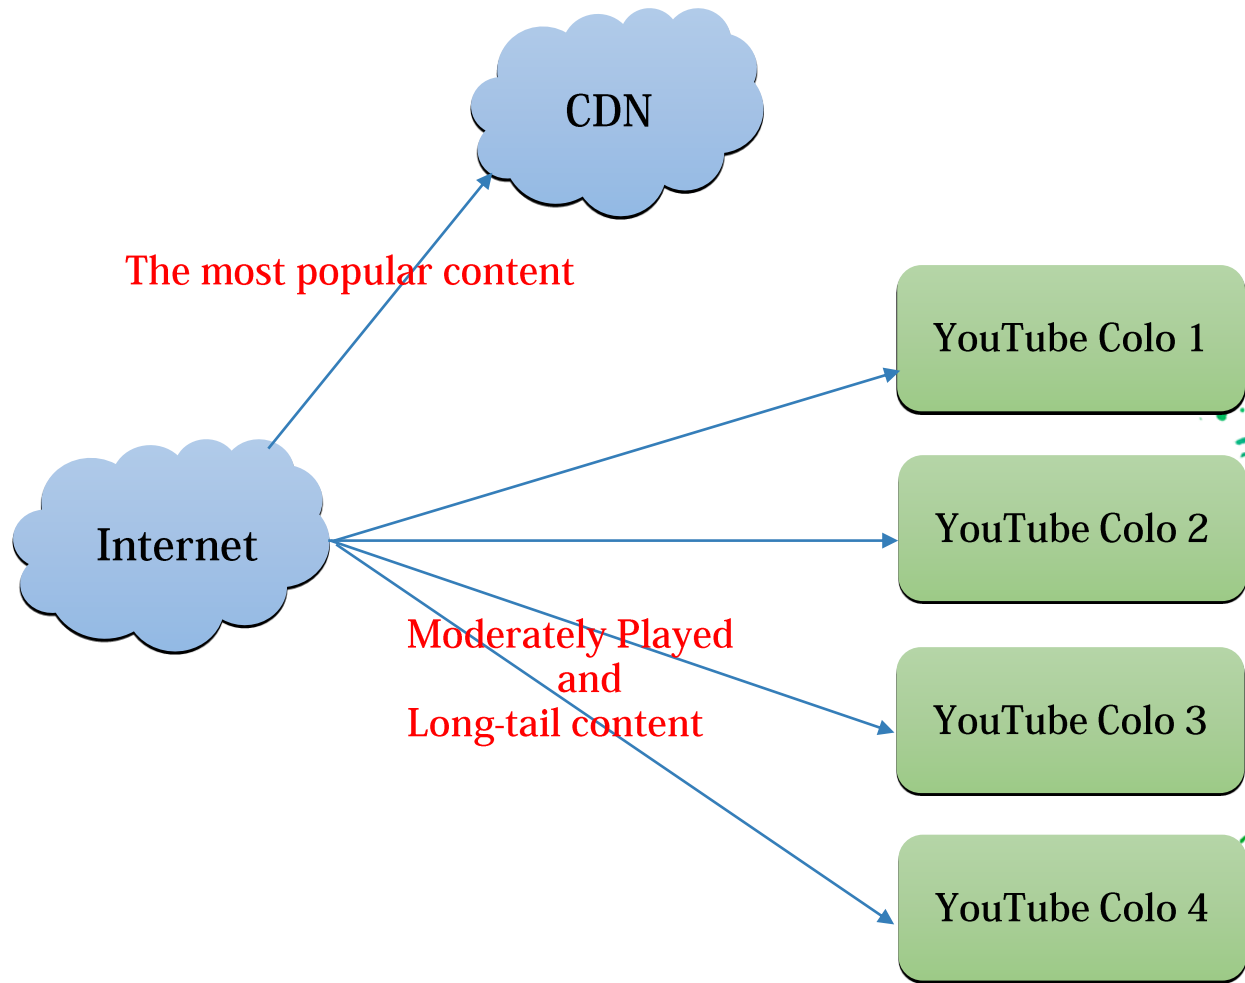 CDN
The most popular content
YouTube Colo 1
Internet
YouTube Colo 2
Moderately Played
and
Long-tail content
YouTube Colo 3
YouTube Colo 4